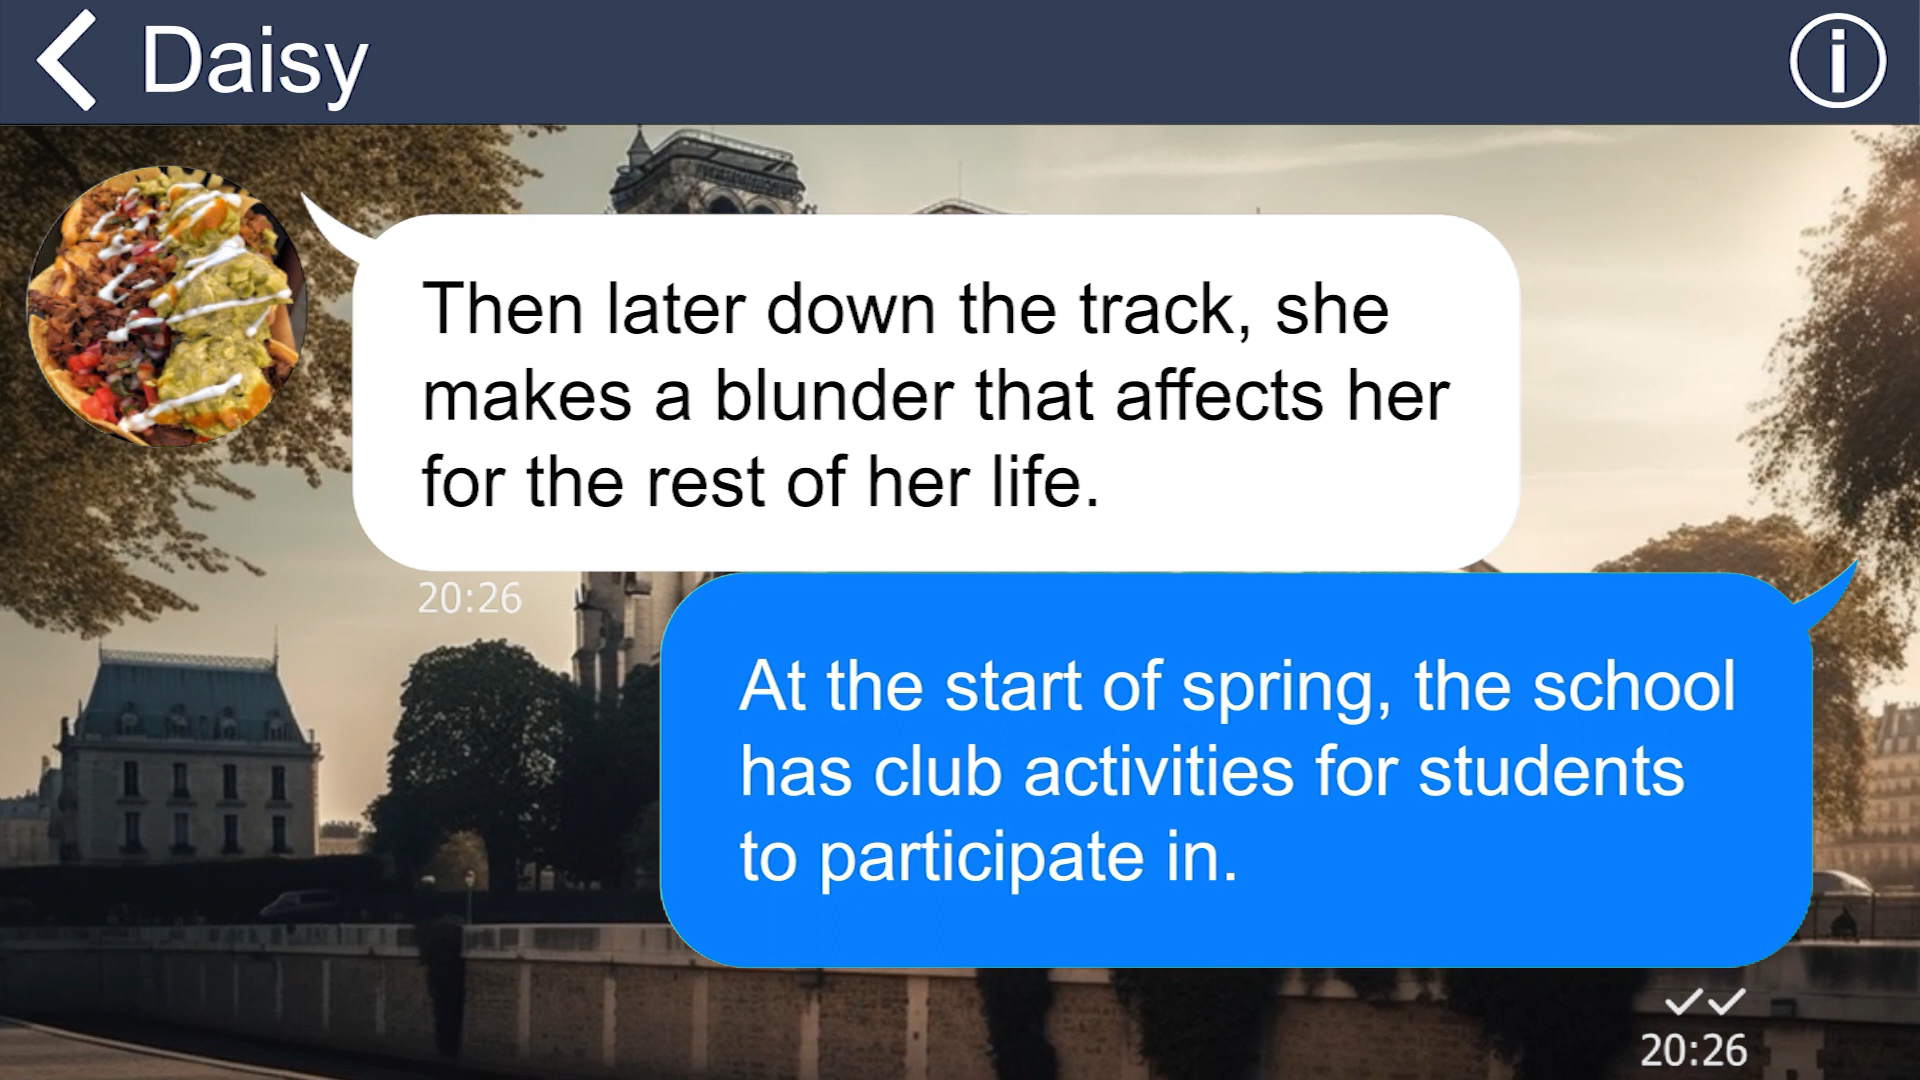 Daisy
Then later down the track, she
makes a blunder that affects her
for the rest of her life.
20:26
At the start of spring, the school
has club activities for students
to participate in.
20:26